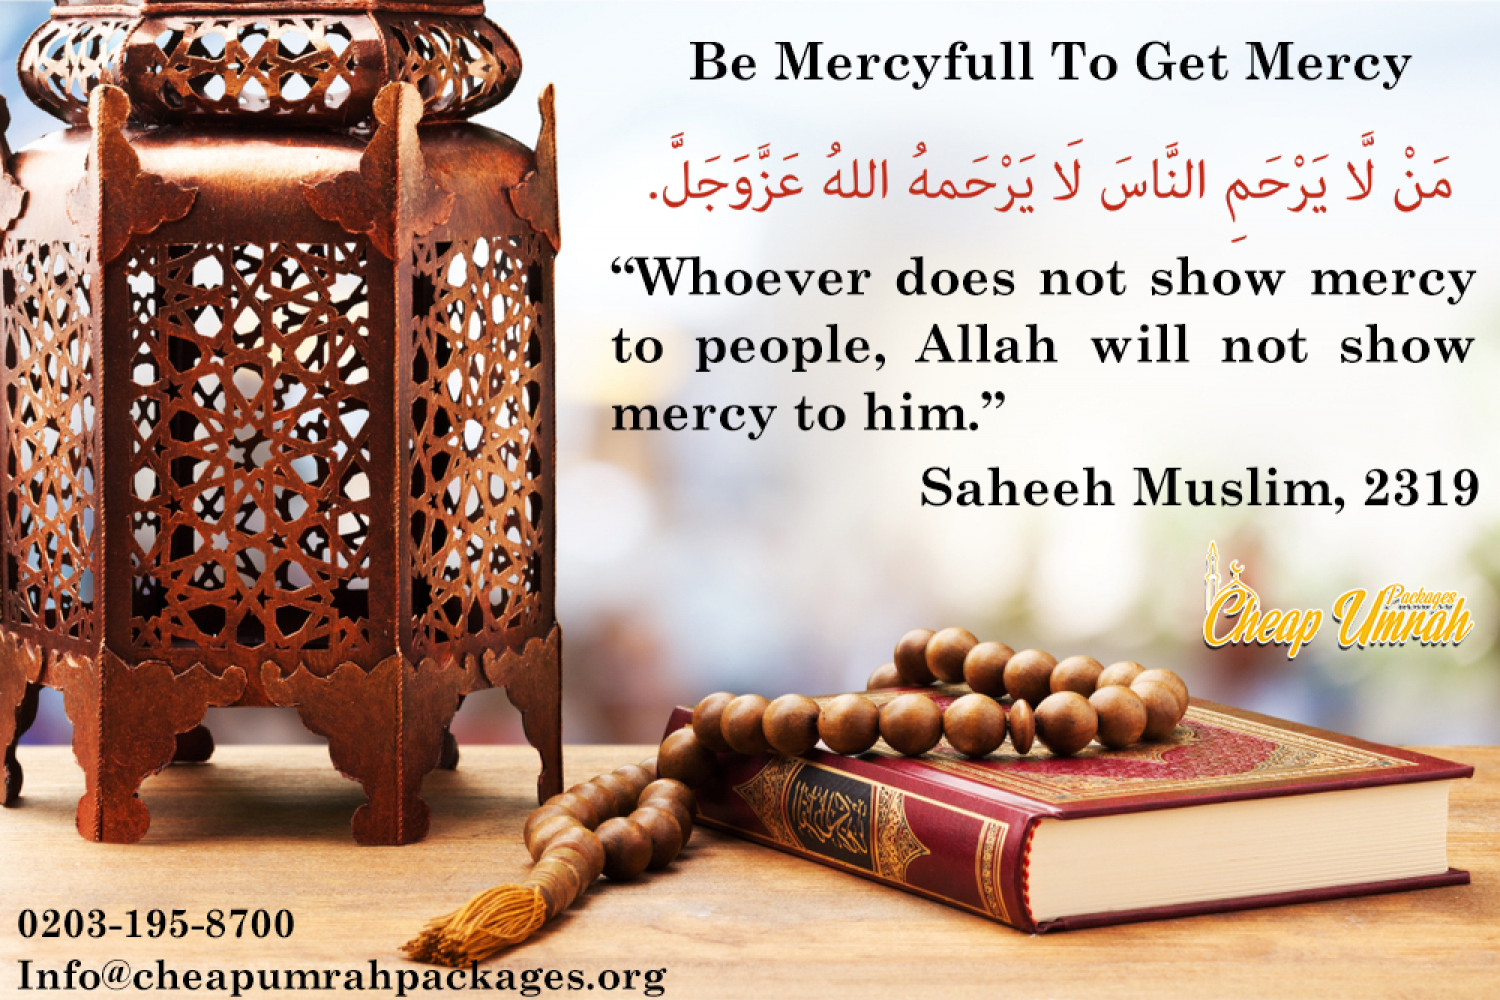 Be Mercyfull To Get Mercy
مَنْ لَّا يَرْحَمِ النَّاسَ لَا يَرْحَمهُ اللهُ عَزَّوَجَلَّ.
“Whoever does not show mercy
to people, Allah will not show
mercy to him.”
Saheeh Muslim, 2319
Packages
Cheap Umrah
0203-195-8700
Info@cheapumrahpackages.org